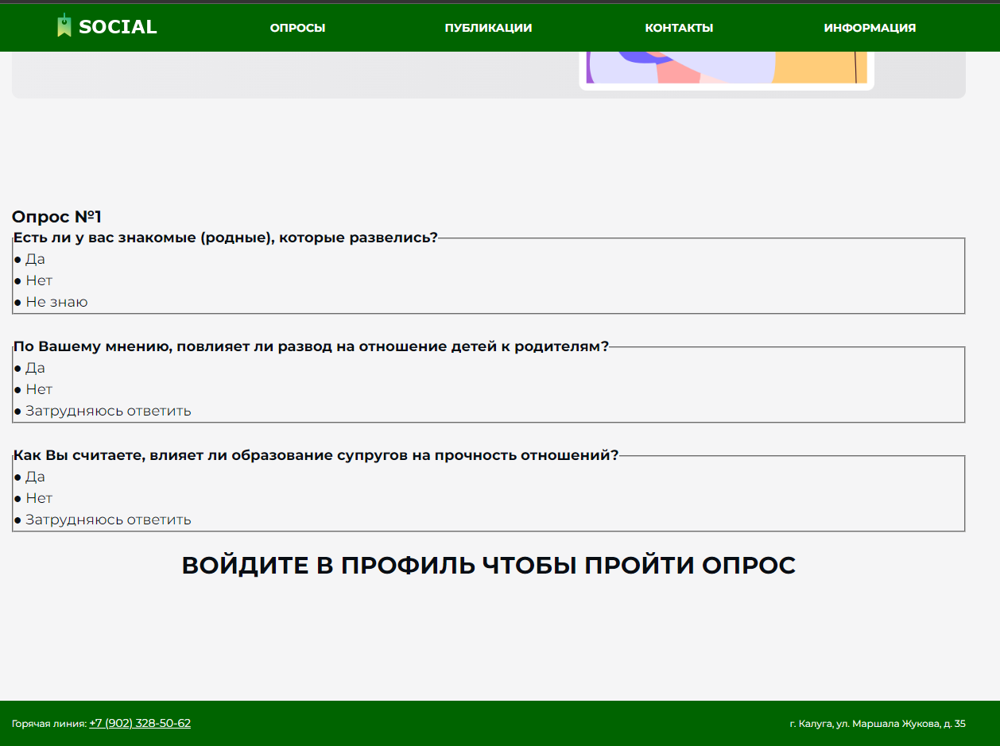 SOCIAL
ОПРОСЫ
ПУБЛИКАЦИИ
КОНТАКТЫ
ИНФОРМАЦИЯ
Опрос №1
Есть ли у вас знакомые (родные), которые развелись?
● Да
● Нет
● Не знаю
По Вашему мнению, повлияет ли развод на отношение детей к родителям?
● Да
● Нет
● Затрудняюсь ответить
Как Вы считаете, влияет ли образование супругов на прочность отношений?
● Да
● Нет
● Затрудняюсь ответить
ВОЙДИТЕ В ПРОФИЛЬ ЧТОБЫ ПРОЙТИ ОПРОС
Горячая линия: +7 (902) 328-50-62
г. Калуга, ул. Маршала Жукова, д. 35